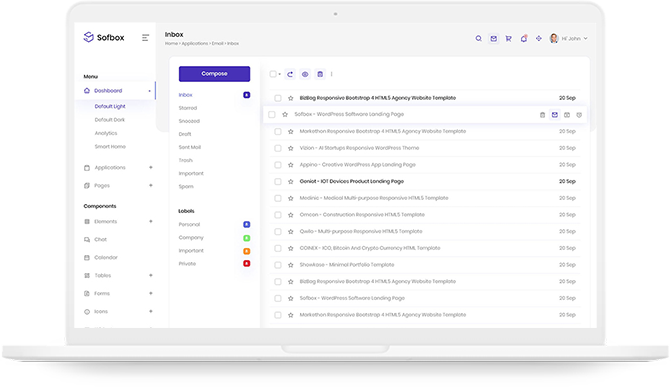 Sofbox
Inbox
Home > Applications > Email > Inbox
Hi' John
Menu
Dashboard
Default Light
Default Dark
Analytics
Smart Home
Applications +
Pages +
Components
Elements +
Chat
Calendar
Tables +
Forms +
Icons +
Compose
Inbox
Starred
Snoozed
Draft
Sent Mail
Trash
Important
Spam
Labels
Personal
Company
Important
Private
BizBag Responsive Bootstrap 4 HTML5 Agency Website Template 20 Sep
Sofbox - WordPress Software Landing Page
Markethon Responsive Bootstrap 4 HTML5 Agency Website Template 20 Sep
Vizion - AI Startups Responsive WordPress Theme 20 Sep
Appino - Creative WordPress App Landing Page 20 Sep
Geniot - IOT Devices Product Landing Page 20 Sep
Medinic - Medical Multi-purpose Responsive HTML5 Template 20 Sep
Omcon - Construction Responsive HTML5 Template 20 Sep
Qwilo - Multi-purpose Responsive HTML5 Template 20 Sep
COINEX - ICO, Bitcoin And Crypto Currency HTML Template 20 Sep
Showkase - Minimal Portfolio Template 20 Sep
BizBag Responsive Bootstrap 4 HTML5 Agency Website Template 20 Sep
Sofbox - WordPress Software Landing Page 20 Sep
Markethon Responsive Bootstrap 4 HTML5 Agency Website Template 20 Sep